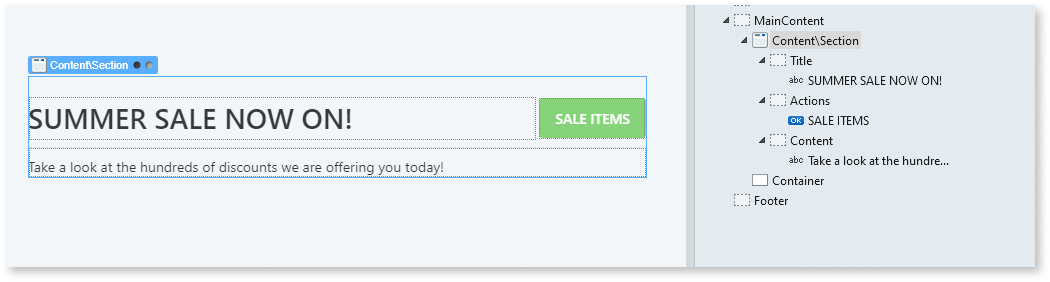 Content\Section
SUMMER SALE NOW ON!
SALE ITEMS
Take a look at the hundreds of discounts we are offering you today!
MainContent
Content\Section
Title
abc SUMMER SALE NOW ON!
Actions
OK SALE ITEMS
Content
abc Take a look at the hundre...
Container
Footer